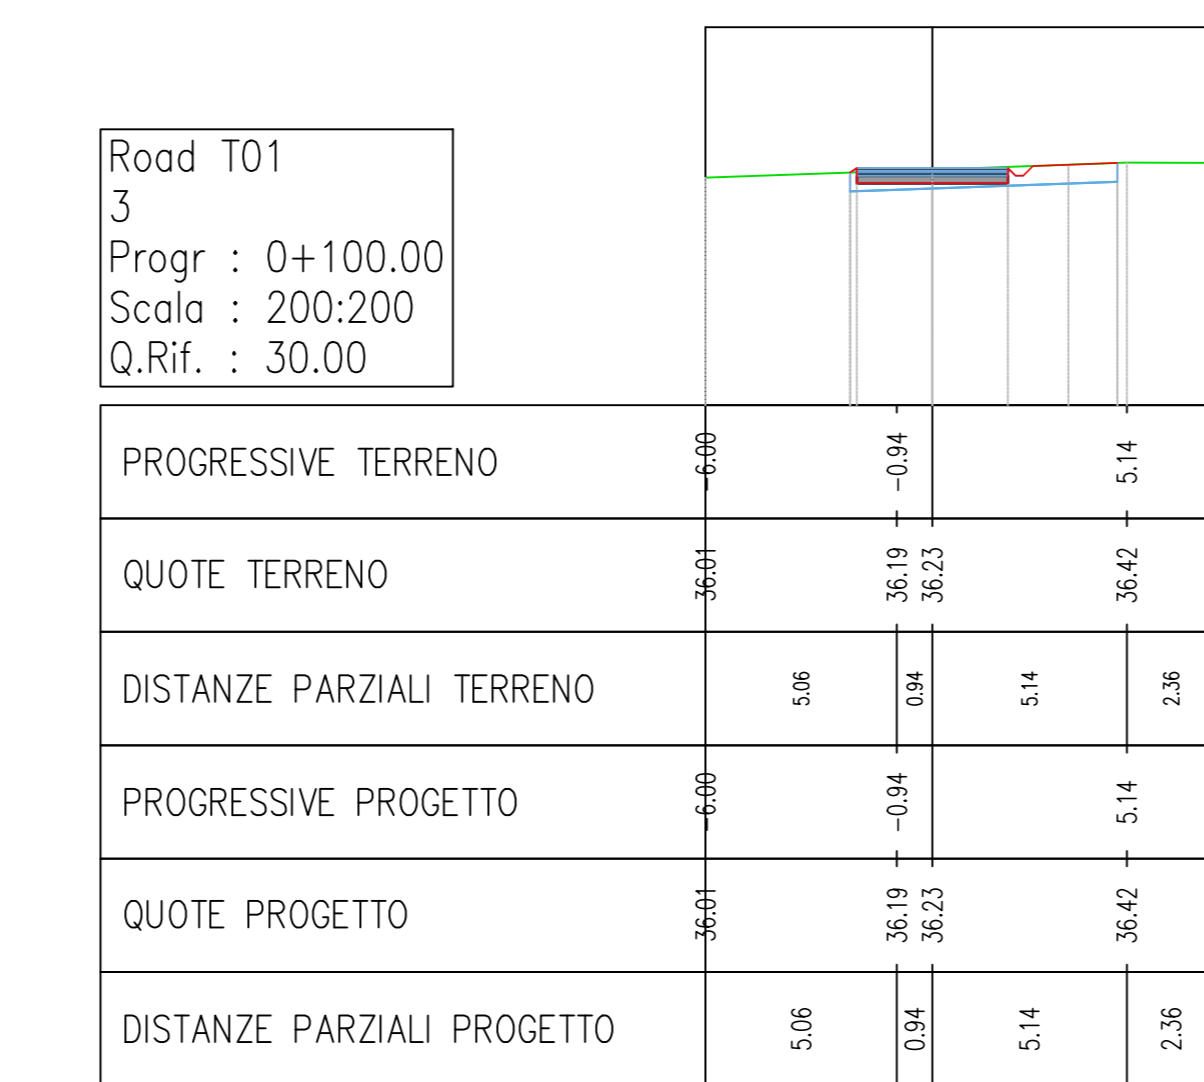 Road T01
3
Progr : 0+100.00
Scala : 200:200
Q.Rif. : 30.00
PROGRESSIVE TERRENO -6.00 -0.94 5.14
QUOTE TERRENO 36.01 36.19 36.23 36.42
DISTANZE PARZIALI TERRENO 5.06 0.94 5.14 2.36
PROGRESSIVE PROGETTO -6.00 -0.94 5.14
QUOTE PROGETTO 36.01 36.19 36.23 36.42
DISTANZE PARZIALI PROGETTO 5.06 0.94 5.14 2.36